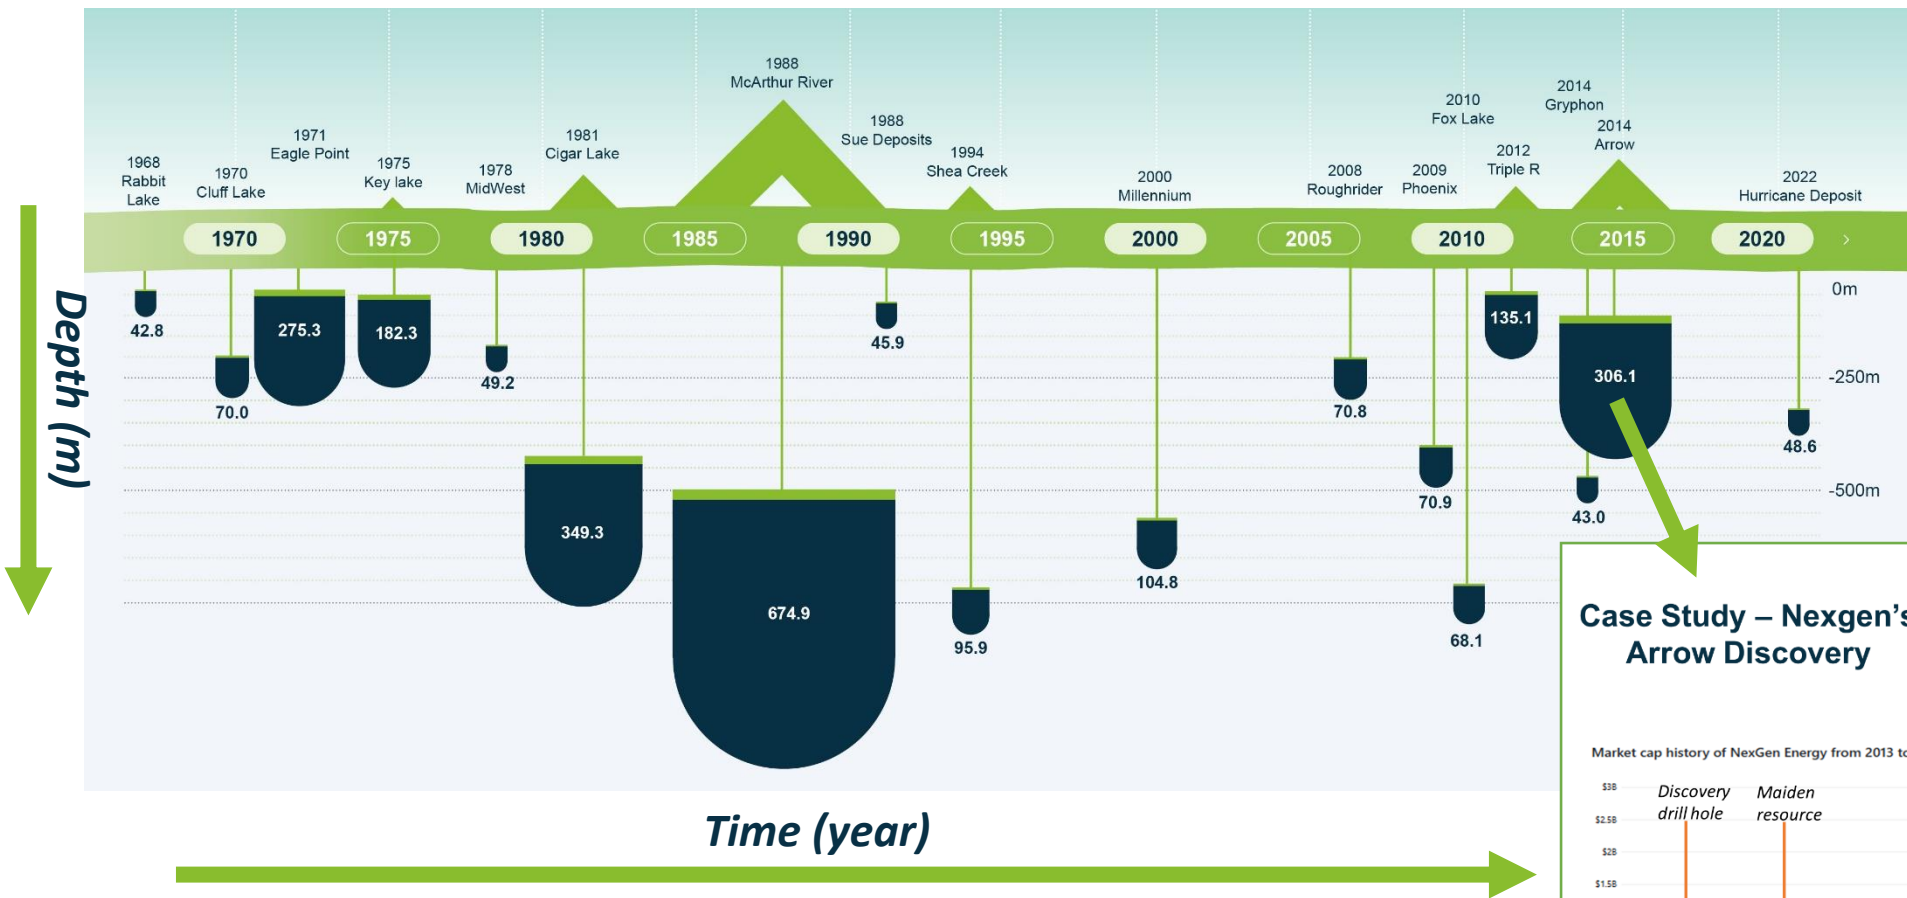 1988
McArthur River
2014
Gryphon
2010
Fox Lake
1988
Sue Deposits
2014
Arrow
1971
Eagle Point
1981
Cigar Lake
1968
Rabbit
Lake
1970
Cluff Lake
1975
Key lake
1978
MidWest
1994
Shea Creek
2000
Millennium
2008
Roughrider
2009
Phoenix
2012
Triple R
2022
Hurricane Deposit
1970
1975
1980
1985
1990
1995
2000
2005
2010
2015
2020
0m
-250m
-500m
Depth (m)
42.8
70.0
275.3
182.3
49.2
349.3
674.9
45.9
95.9
104.8
70.8
70.9
68.1
135.1
306.1
43.0
48.6
Case Study – Nexgen's
Arrow Discovery
Market cap history of NexGen Energy from 2013 to
$3B
$2.5B
$2B
$1.5B
Discovery
drill hole
Maiden
resource
Time (year)